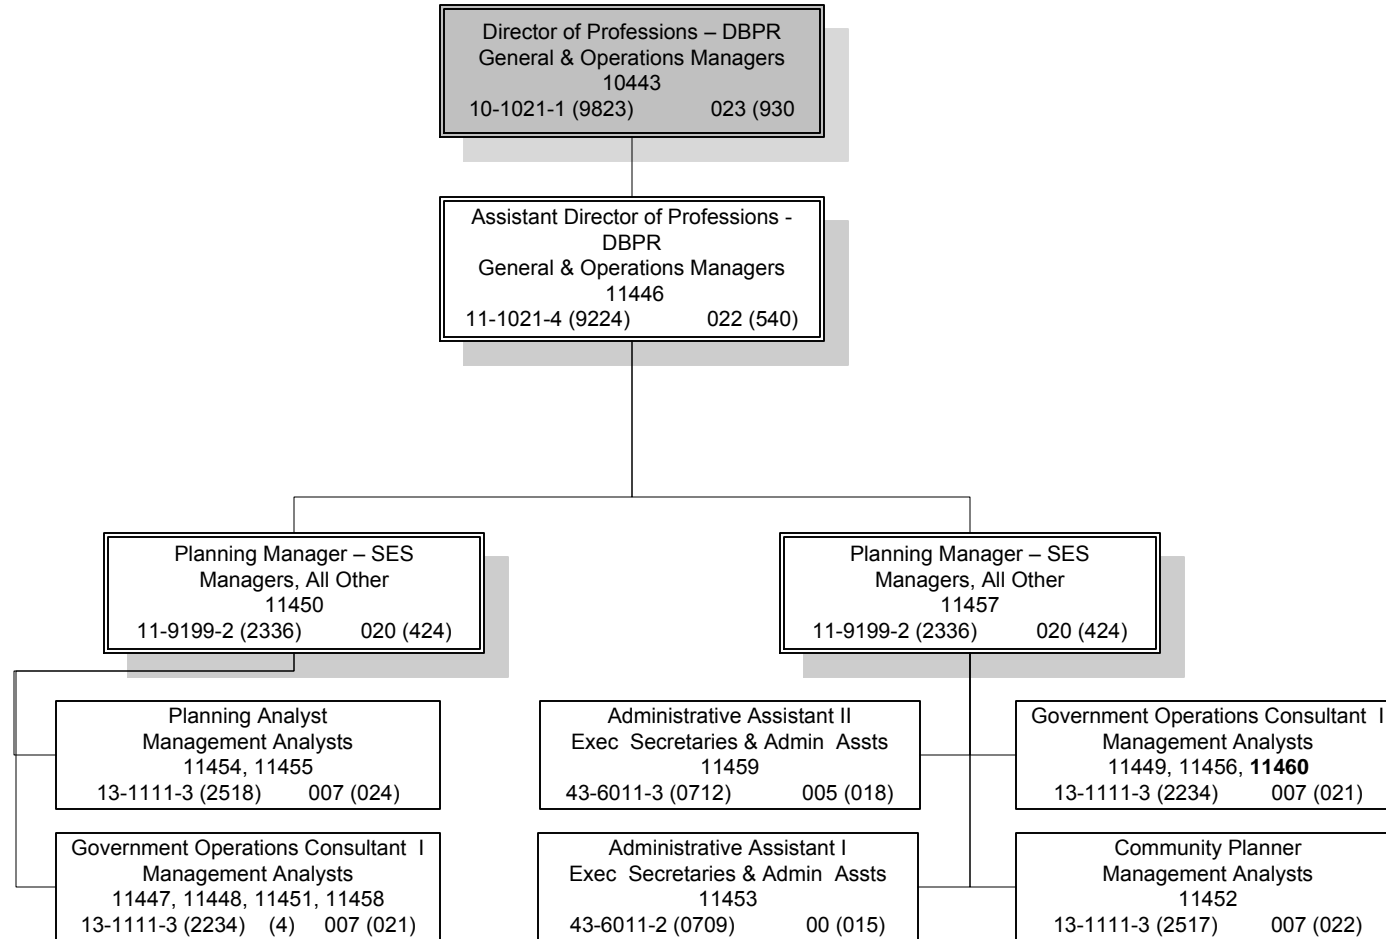 Director of Professions – DBPR
General & Operations Managers
10443
10-1021-1 (9823) 023 (930
Assistant Director of Professions -
DBPR
General & Operations Managers
11446
11-1021-4 (9224) 022 (540)
Planning Manager – SES
Managers, All Other
11450
11-9199-2 (2336) 020 (424)
Planning Manager – SES
Managers, All Other
11457
11-9199-2 (2336) 020 (424)
Planning Analyst
Management Analysts
11454, 11455
13-1111-3 (2518) 007 (024)
Administrative Assistant II
Exec Secretaries & Admin Assts
11459
43-6011-3 (0712) 005 (018)
Government Operations Consultant I
Management Analysts
11449, 11456, 11460
13-1111-3 (2234) 007 (021)
Government Operations Consultant I
Management Analysts
11447, 11448, 11451, 11458
13-1111-3 (2234) (4) 007 (021)
Administrative Assistant I
Exec Secretaries & Admin Assts
11453
43-6011-2 (0709) 00 (015)
Community Planner
Management Analysts
11452
13-1111-3 (2517) 007 (022)